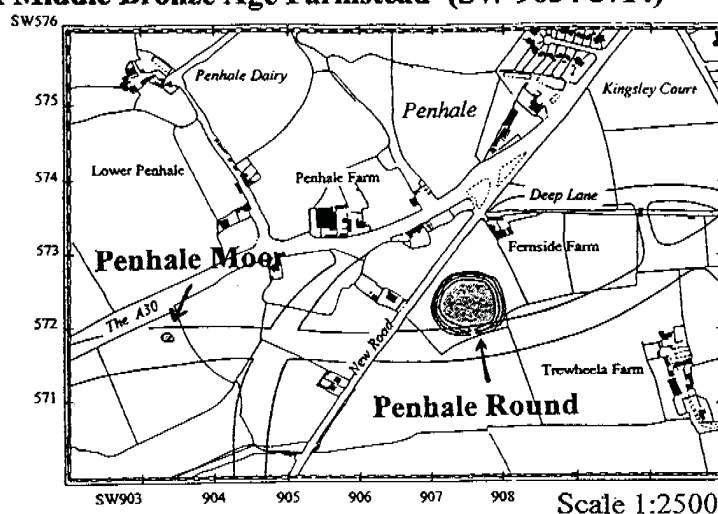 Middle Bronze Age Farmstead (SW 903 . 571 .)
SW576
575
574
573
572
571
Penhale Dairy
Penhale
Kingsley Court
Lower Penhale
Penhale Farm
Deep Lane
Fernside Farm
Penhale Moor
The A30
New Road
Trewheela Farm
Penhale Round
SW903
904
905
906
907
908
Scale 1:2500